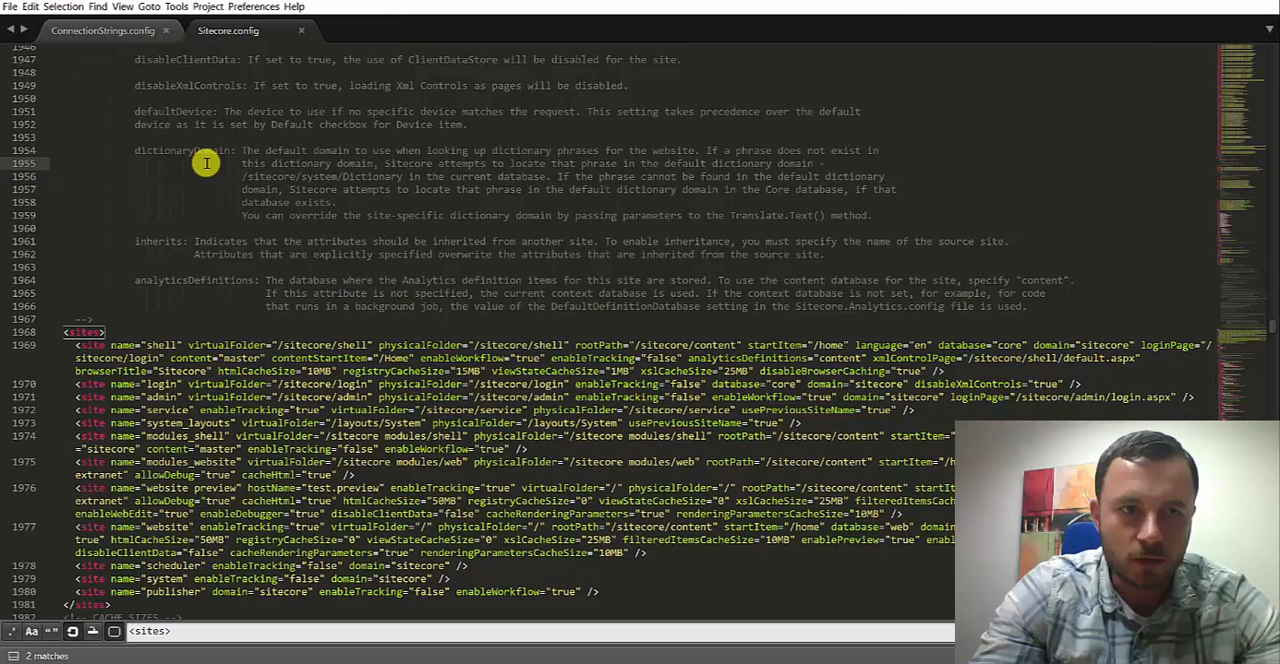 File Edit Selection Find View Goto Tools Project Preferences Help
ConnectionStrings.config × Sitecore.config ×
1946
1947 disableClientData: If set to true, the use of ClientDataStore will be disabled for the site.
1948
1949 disableXmlControls: If set to true, loading Xml Controls as pages will be disabled.
1950
1951 defaultDevice: The device to use if no specific device matches the request. This setting takes precedence over the default
1952 device as it is set by Default checkbox for Device item.
1953
1954 dictionaryDomain: The default domain to use when looking up dictionary phrases for the website. If a phrase does not exist in
1955 this dictionary domain, Sitecore attempts to locate that phrase in the default dictionary domain -
1956 /sitecore/system/Dictionary in the current database. If the phrase cannot be found in the default dictionary
1957 domain, Sitecore attempts to locate that phrase in the default dictionary domain in the Core database, if that
1958 database exists.
1959 You can override the site-specific dictionary domain by passing parameters to the Translate.Text() method.
1960
1961 inherits: Indicates that the attributes should be inherited from another site. To enable inheritance, you must specify the name of the source site.
1962 Attributes that are explicitly specified overwrite the attributes that are inherited from the source site.
1963
1964 analyticsDefinitions: The database where the Analytics definition items for this site are stored. To use the content database for the site, specify "content".
1965 If this attribute is not specified, the current context database is used. If the context database is not set, for example, for code
1966 that runs in a background job, the value of the DefaultDefinitionDatabase setting in the Sitecore.Analytics.config file is used.
1967 -->
1968 <sites>
1969 <site name="shell" virtualFolder="/sitecore/shell" physicalFolder="/sitecore/shell" rootPath="/sitecore/content" startItem="/home" language="en" database="core" domain="sitecore" loginPage="/
sitecore/login" content="master" contentStartItem="/Home" enableWorkflow="true" enableTracking="false" analyticsDefinitions="content" xmlControlPage="/sitecore/shell/default.aspx"
browserTitle="Sitecore" htmlCacheSize="10MB" registryCacheSize="15MB" viewStateCacheSize="1MB" xslCacheSize="25MB" disableBrowserCaching="true" />
1970 <site name="login" virtualFolder="/sitecore/login" physicalFolder="/sitecore/login" enableTracking="false" database="core" domain="sitecore" disableXmlControls="true" />
1971 <site name="admin" virtualFolder="/sitecore/admin" physicalFolder="/sitecore/admin" enableTracking="false" enableWorkflow="true" domain="sitecore" loginPage="/sitecore/admin/login.aspx" />
1972 <site name="service" enableTracking="true" virtualFolder="/sitecore/service" physicalFolder="/sitecore/service" usePreviousSiteName="true" />
1973 <site name="system_layouts" virtualFolder="/layouts/System" physicalFolder="/layouts/System" usePreviousSiteName="true" />
1974 <site name="modules_shell" virtualFolder="/sitecore modules/shell" physicalFolder="/sitecore modules/shell" rootPath="/sitecore/content" startItem=
="sitecore" content="master" enableTracking="false" enableWorkflow="true" />
1975 <site name="modules_website" virtualFolder="/sitecore modules/web" physicalFolder="/sitecore modules/web" rootPath="/sitecore/content" startItem="/h
extranet" allowDebug="true" cacheHtml="true" />
1976 <site name="website preview" hostName="test.preview" enableTracking="true" virtualFolder="/" physicalFolder="/" rootPath="/sitecore/content" startItem
extranet" allowDebug="true" cacheHtml="true" htmlCacheSize="50MB" registryCacheSize="0" viewStateCacheSize="0" xslCacheSize="25MB" filteredItemsCach
enableWebEdit="true" enableDebugger="true" disableClientData="false" cacheRenderingParameters="true" renderingParametersCacheSize="10MB" />
1977 <site name="website" enableTracking="true" virtualFolder="/" physicalFolder="/" rootPath="/sitecore/content" startItem="/home" database="web" domain
true" htmlCacheSize="50MB" registryCacheSize="0" viewStateCacheSize="0" xslCacheSize="25MB" filteredItemsCacheSize="10MB" enablePreview="true" enable
disableClientData="false" cacheRenderingParameters="true" renderingParametersCacheSize="10MB" />
1978 <site name="scheduler" enableTracking="false" domain="sitecore" />
1979 <site name="system" enableTracking="false" domain="sitecore" />
1980 <site name="publisher" domain="sitecore" enableTracking="false" enableWorkflow="true" />
1981 </sites>
1982 <!-- CACHE SIZES -->
.* Aa “” <sites>
2 matches